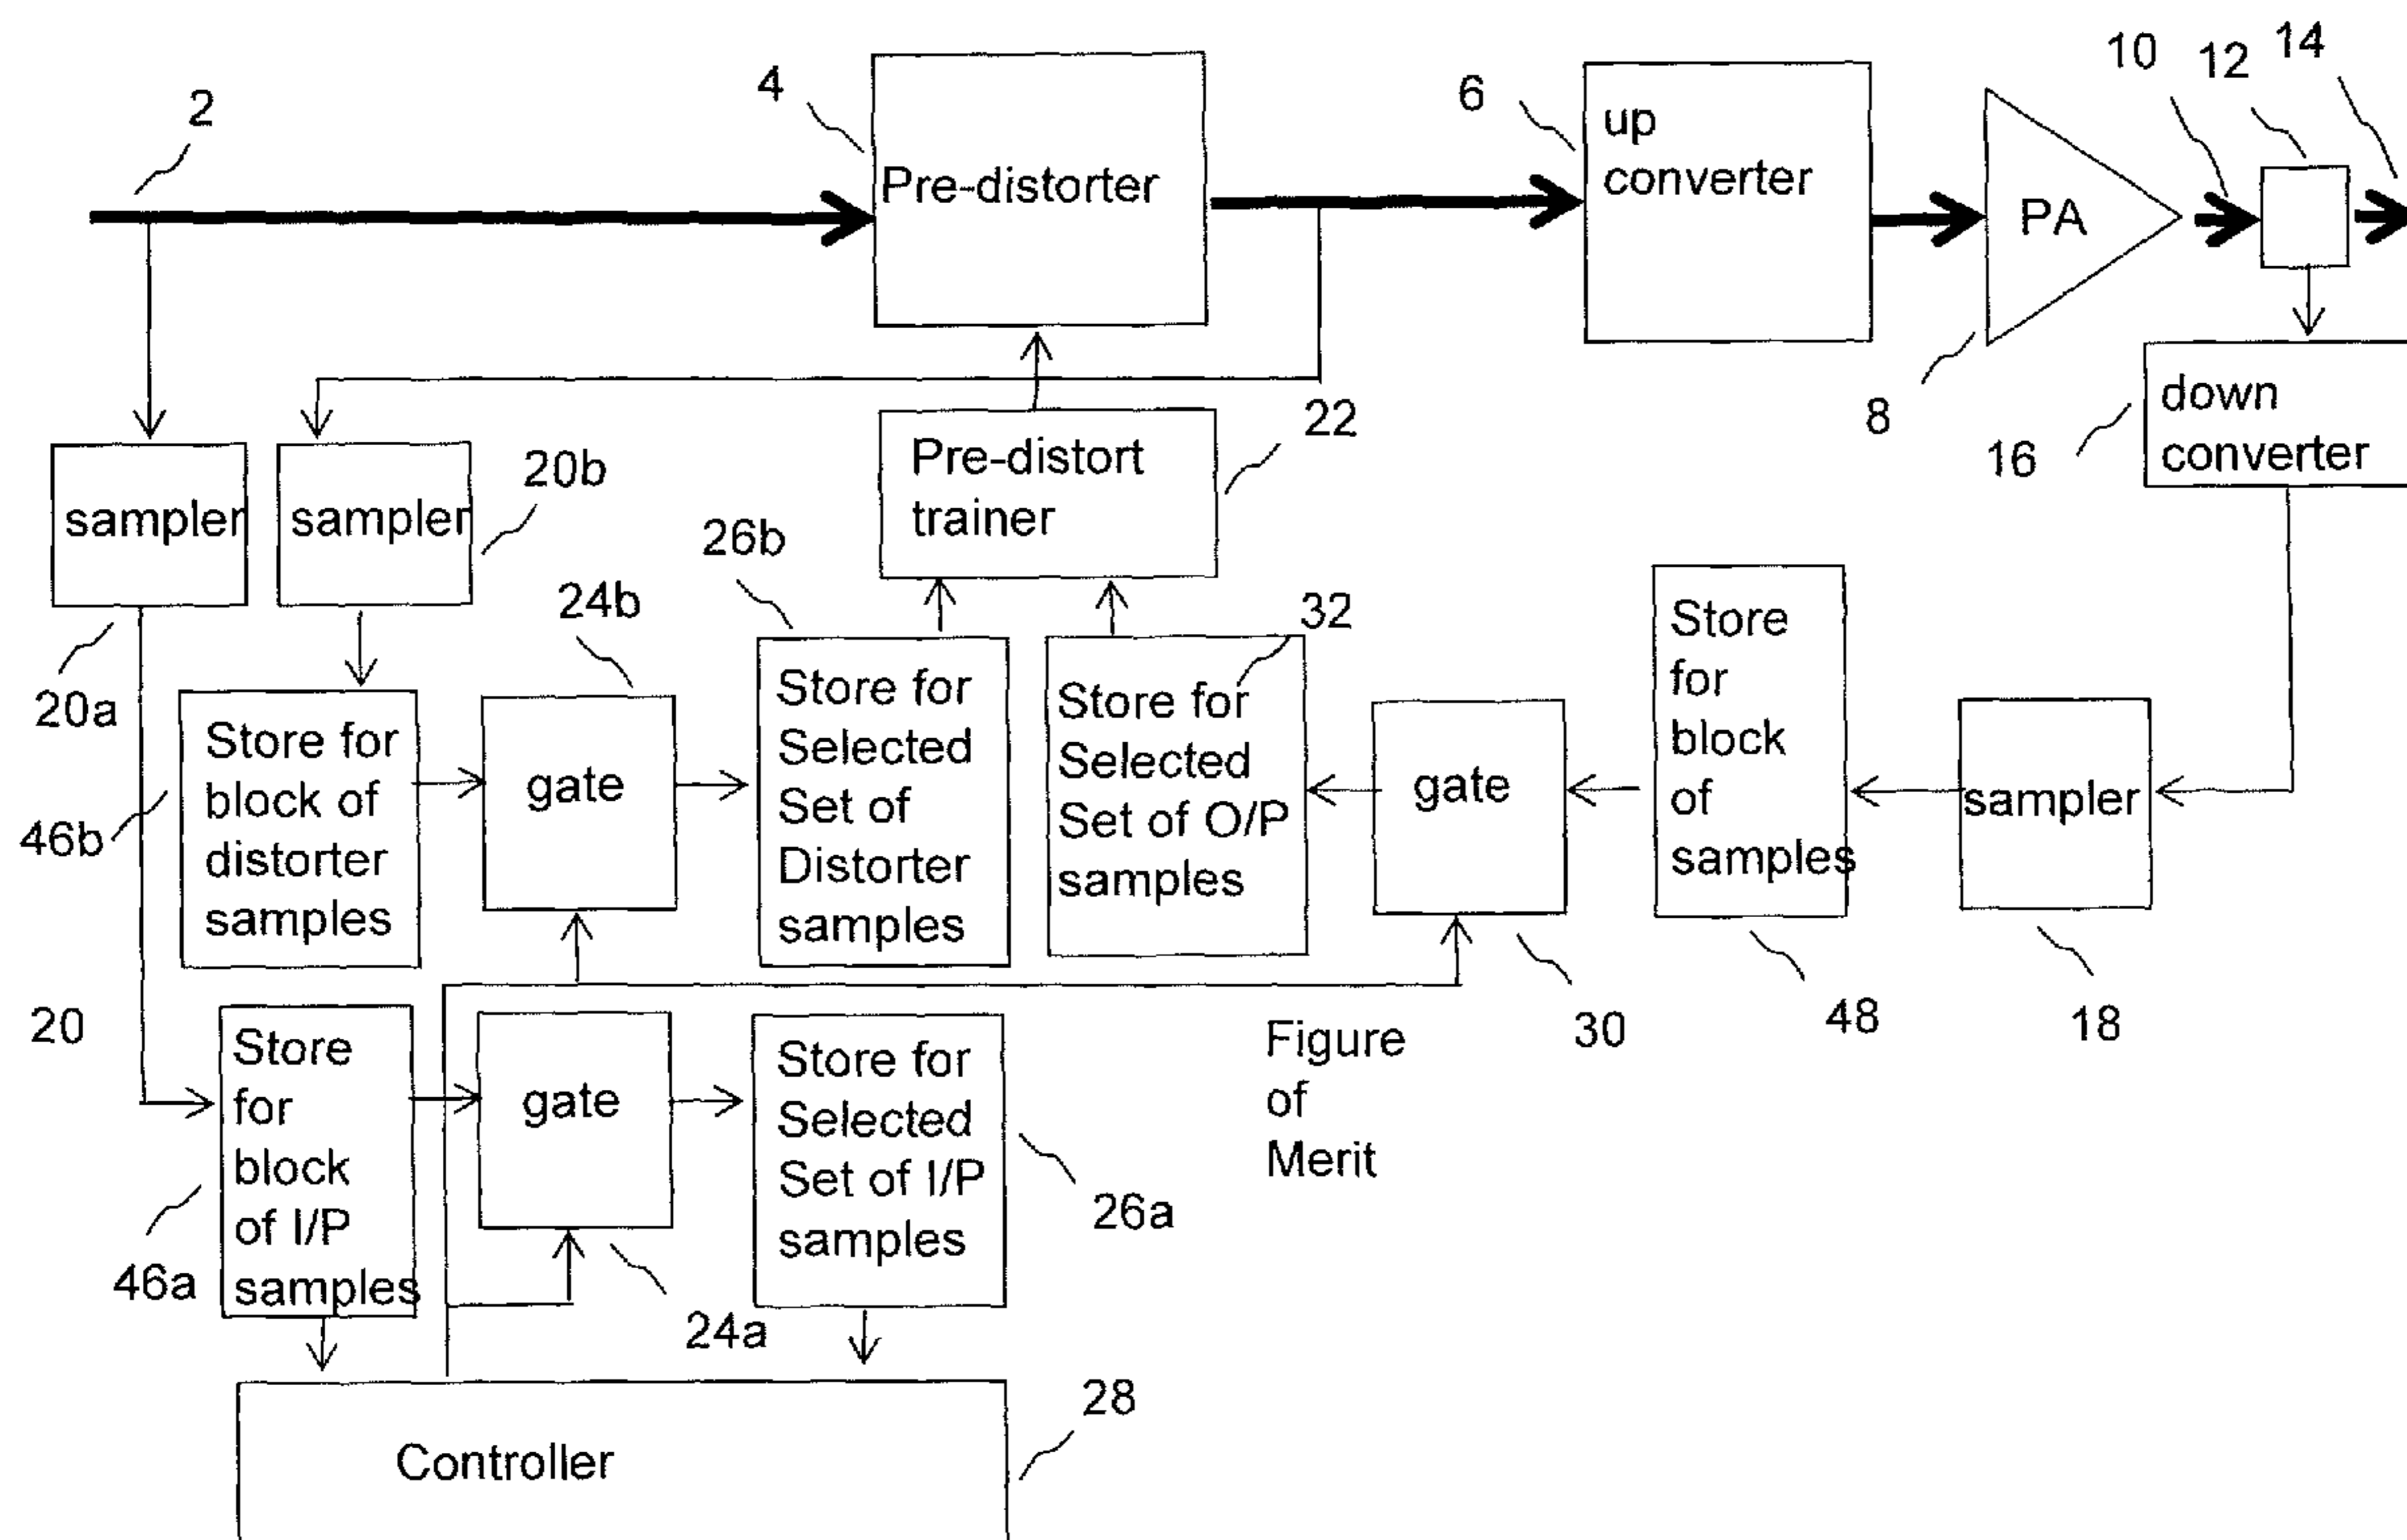 10
12
14
2
4
6
Pre-distorter
up
converter
PA
8
16
down
converter
22
sampler
sampler
20b
Pre-distort
trainer
20a
24b
26b
32
46b
Store for
block of
distorter
samples
gate
Store for
Selected
Set of
Distorter
samples
Store for
Selected
Set of O/P
samples
gate
Store
for
block
of
samples
sampler
30
48
18
20
46a
Store
for
block
of I/P
samples
gate
24a
Store for
Selected
Set of I/P
samples
26a
Figure
of
Merit
Controller
28